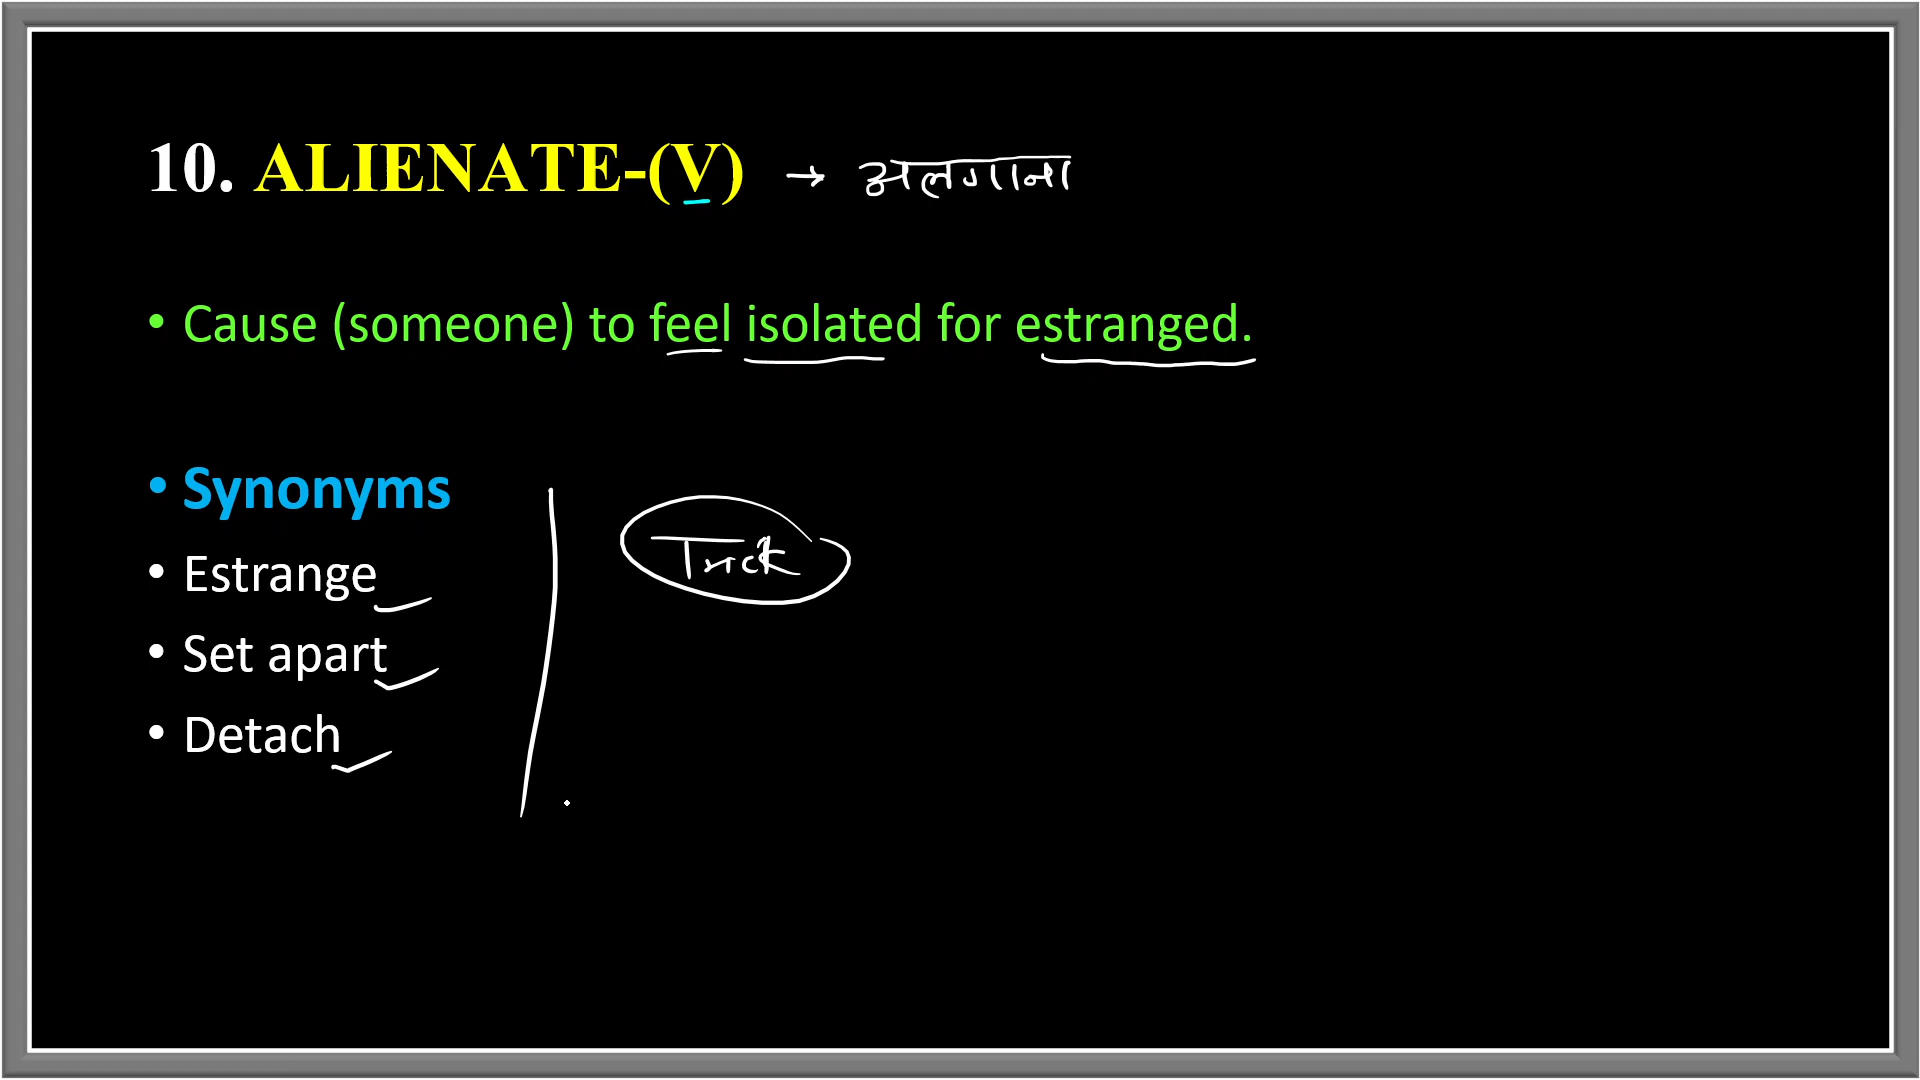 10. ALIENATE-(V) → अलगाना
• Cause (someone) to feel isolated for estranged.
• Synonyms
• Estrange
• Set apart
• Detach
Trick